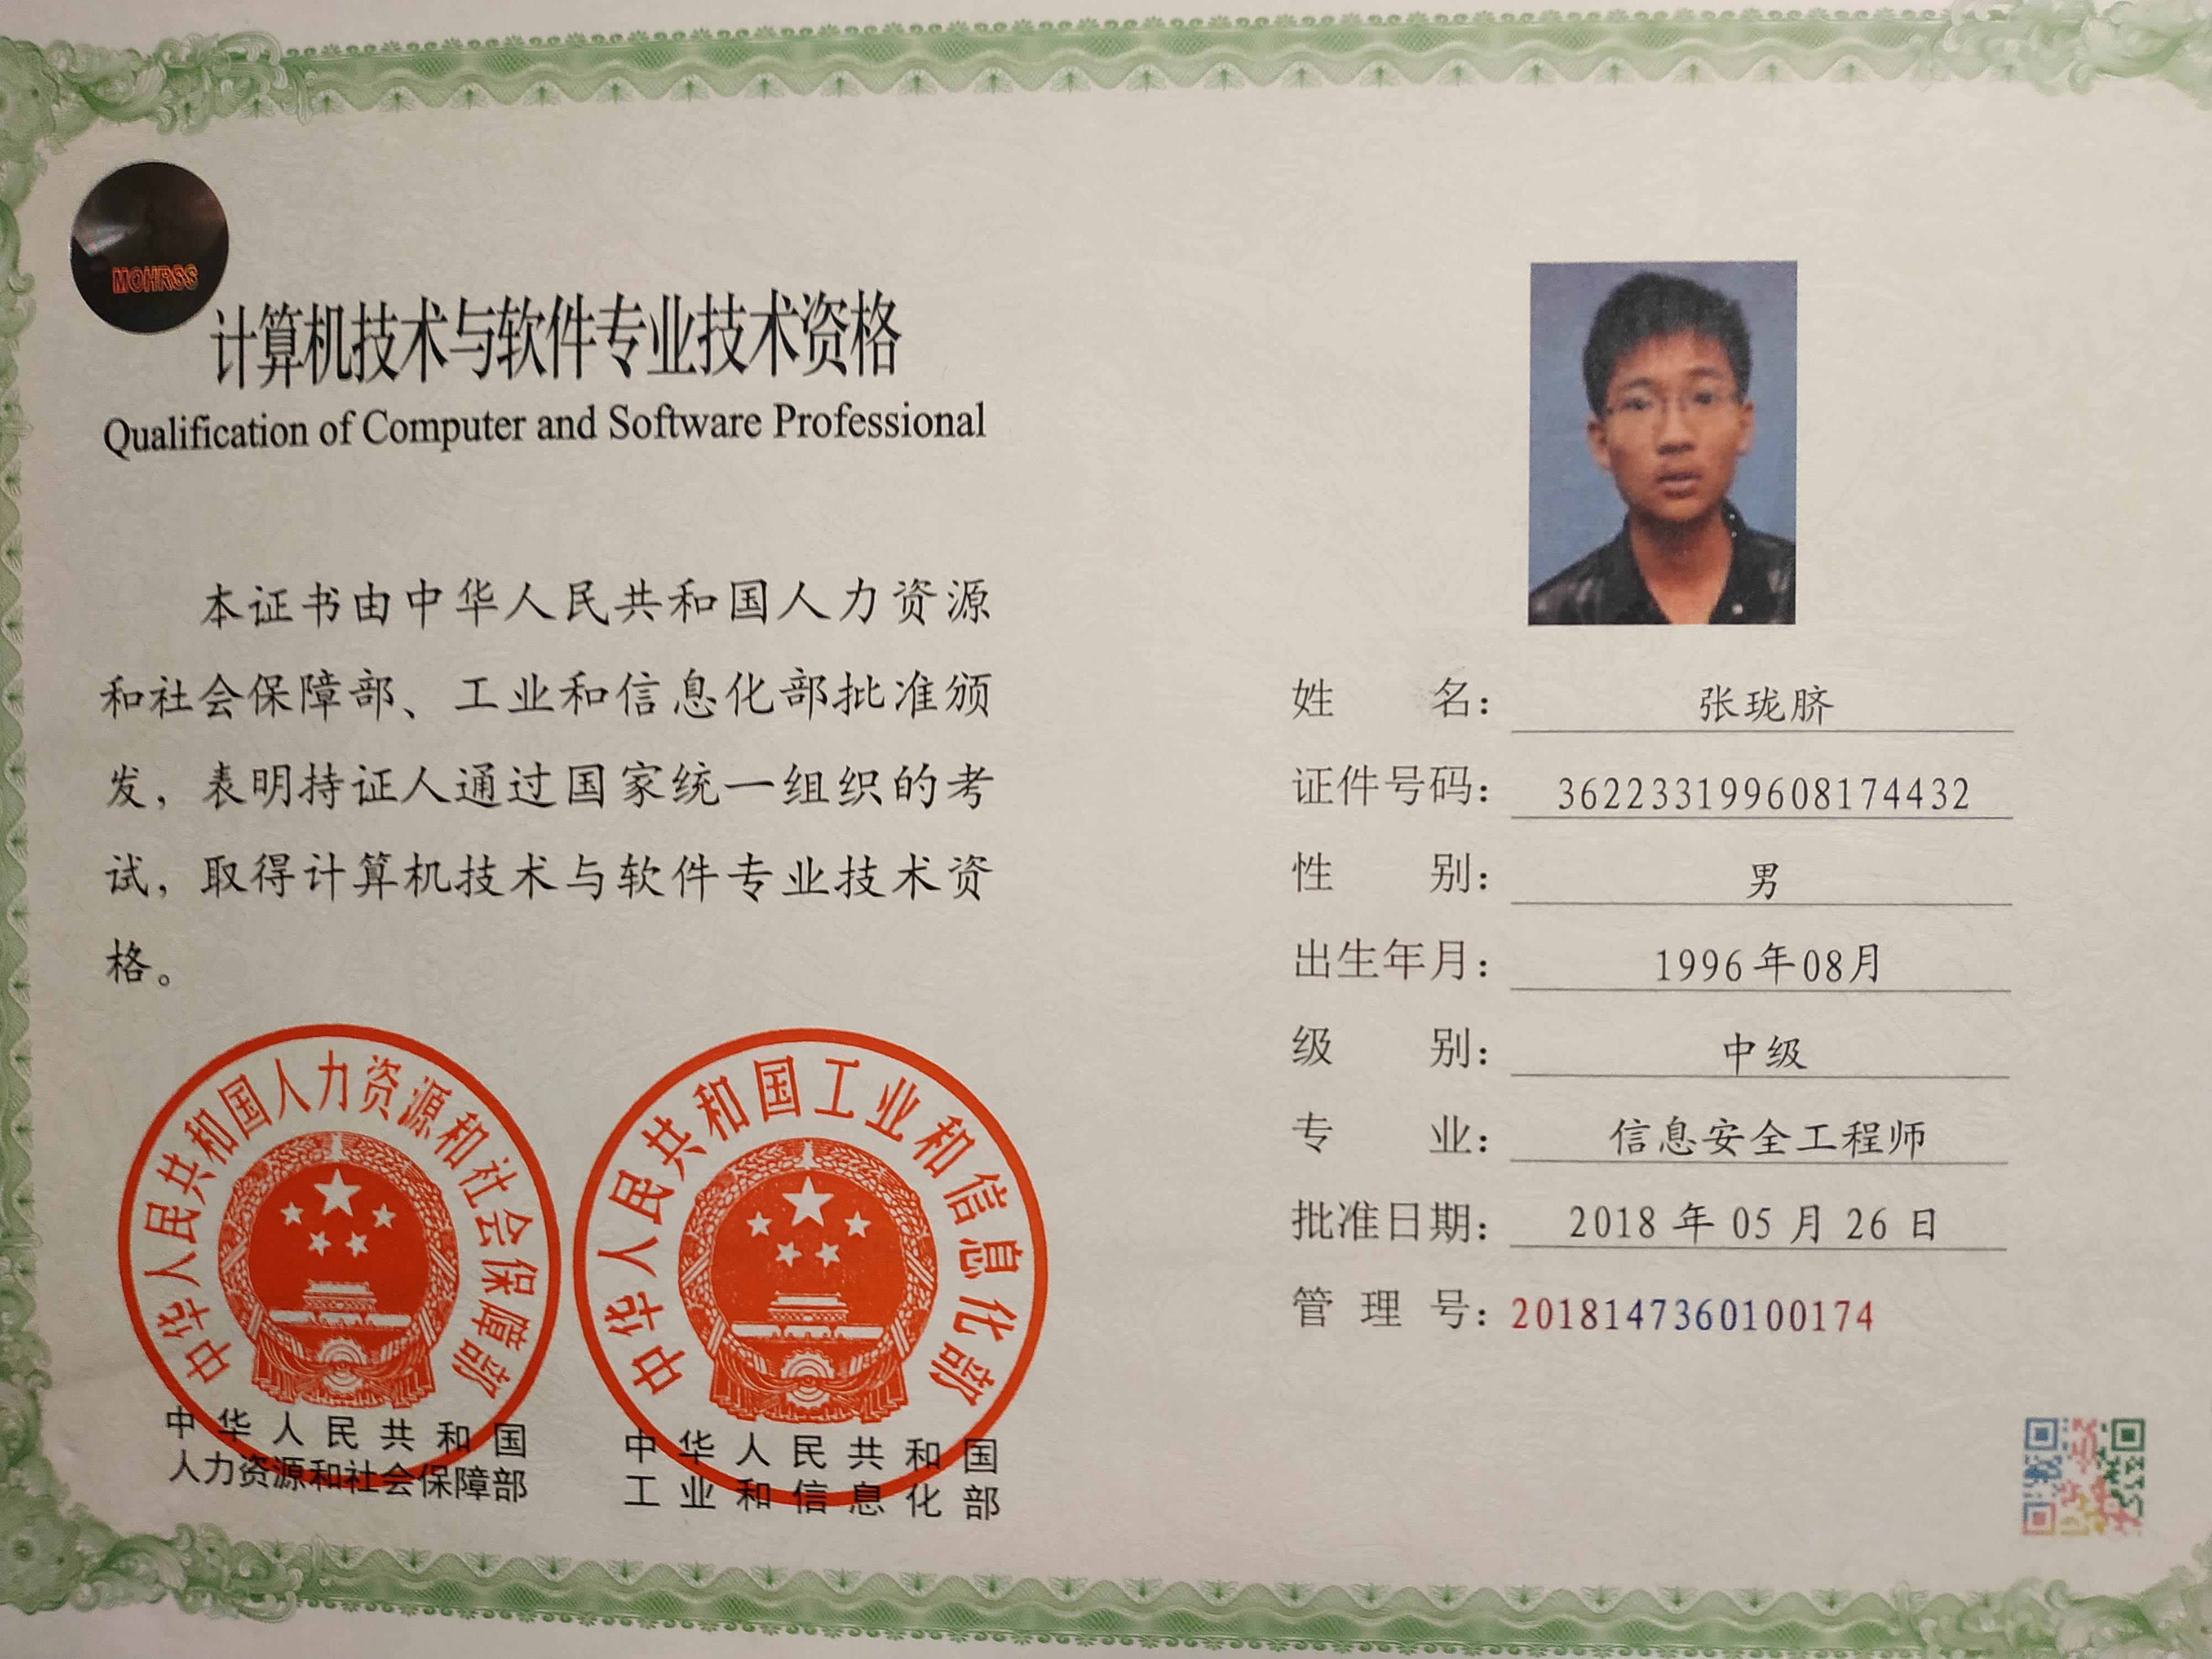 MOHRSS
计算机技术与软件专业技术资格
Qualification of Computer and Software Professional
本证书由中华人民共和国人力资源
和社会保障部、工业和信息化部批准颁
发，表明持证人通过国家统一组织的考
试，取得计算机技术与软件专业技术资
格。
中华人民共和国人力资源和社会保障部
中华人民共和国
人力资源和社会保障部
中华人民共和国工业和信息化部
中华人民共和国
工业和信息化部
姓名：张珑脐
证件号码：362233199608174432
性别：男
出生年月：1996年08月
级别：中级
专业：信息安全工程师
批准日期：2018 年 05 月 26 日
管理号：2018147360100174